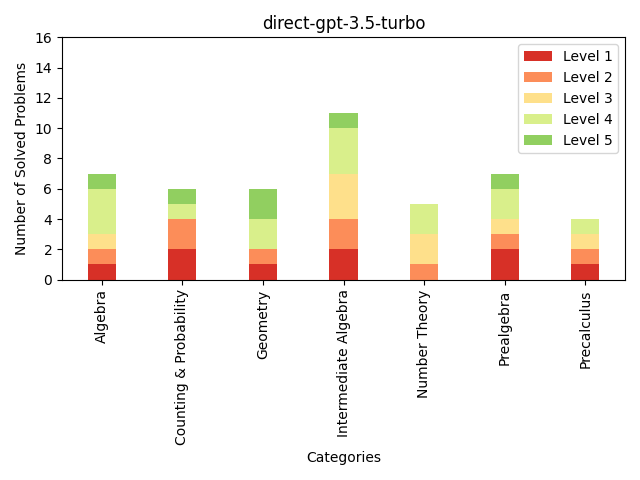 direct-gpt-3.5-turbo
Number of Solved Problems
16
14
12
10
8
6
4
2
0
Level 1
Level 2
Level 3
Level 4
Level 5
Algebra
Counting & Probability
Geometry
Intermediate Algebra
Number Theory
Prealgebra
Precalculus
Categories